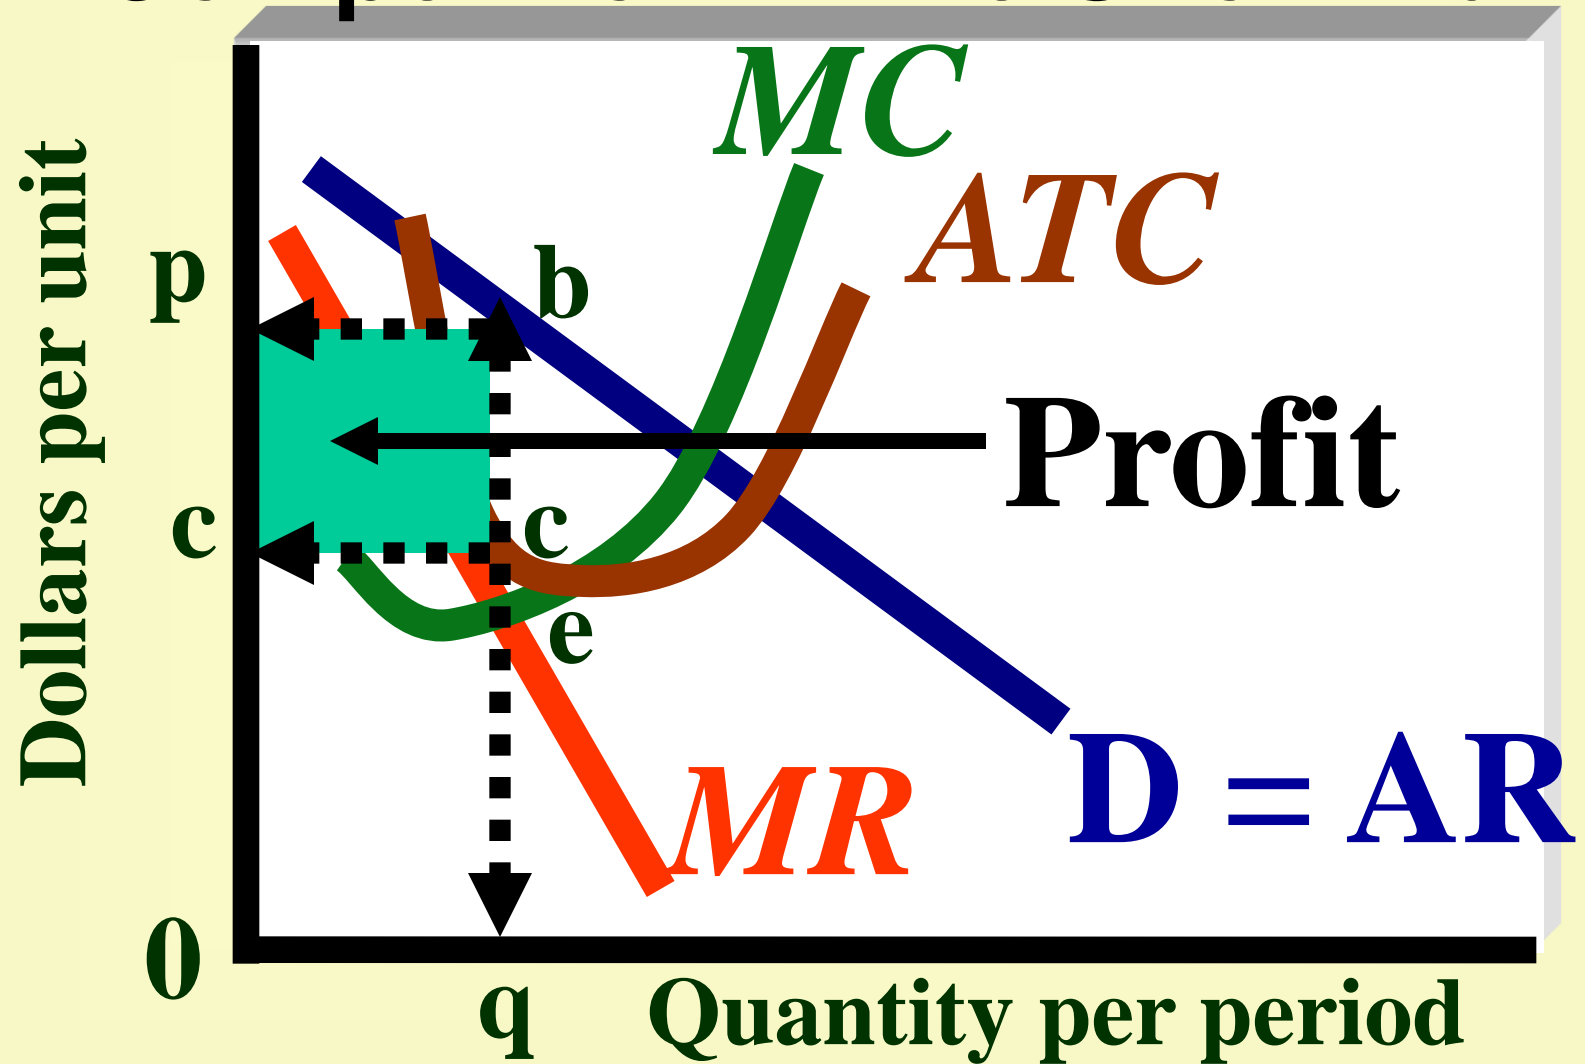 MC
ATC
Dollars per unit
p
b
Profit
c
c
e
MR
D = AR
0
q
Quantity per period